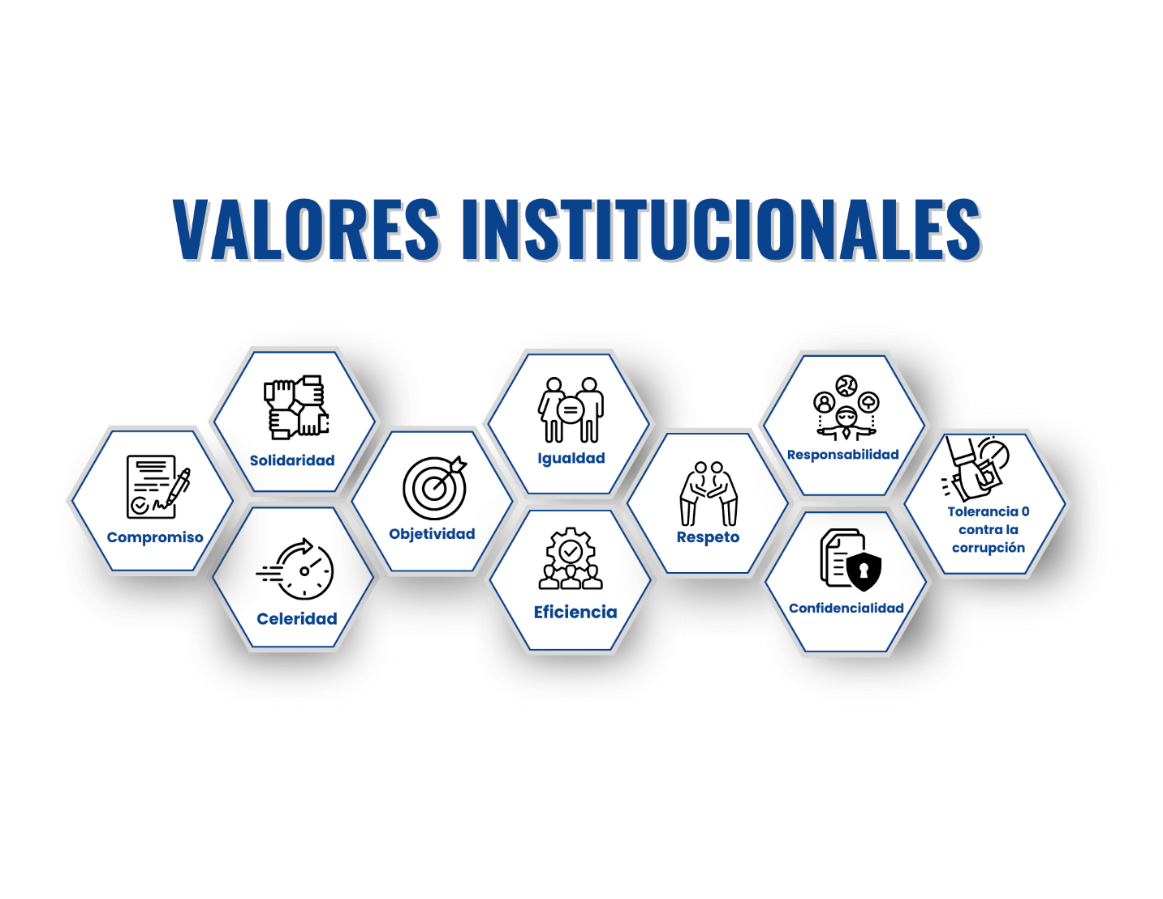 VALORES INSTITUCIONALES
Compromiso
Solidaridad
Celeridad
Objetividad
Igualdad
Eficiencia
Respeto
Responsabilidad
Confidencialidad
Tolerancia 0
contra la
corrupción